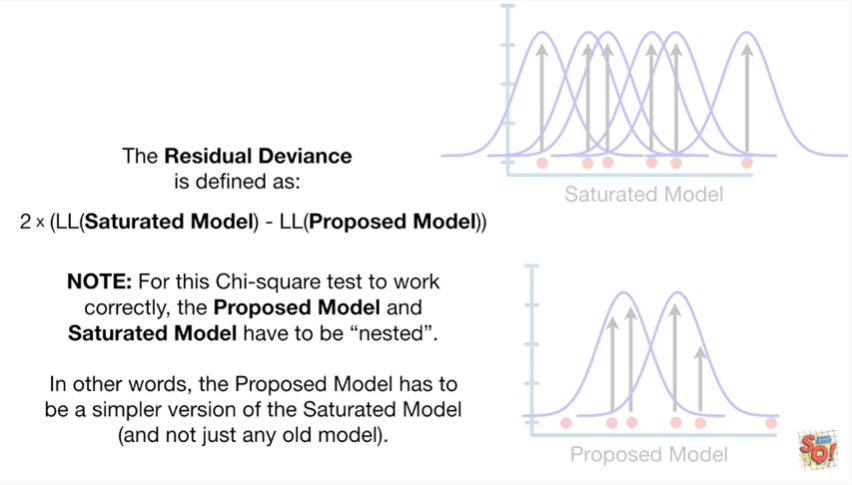 The Residual Deviance
is defined as:
2 x (LL(Saturated Model) - LL(Proposed Model))
NOTE: For this Chi-square test to work
correctly, the Proposed Model and
Saturated Model have to be “nested”.
In other words, the Proposed Model has to
be a simpler version of the Saturated Model
(and not just any old model).
Saturated Model
Proposed Model
SQ!